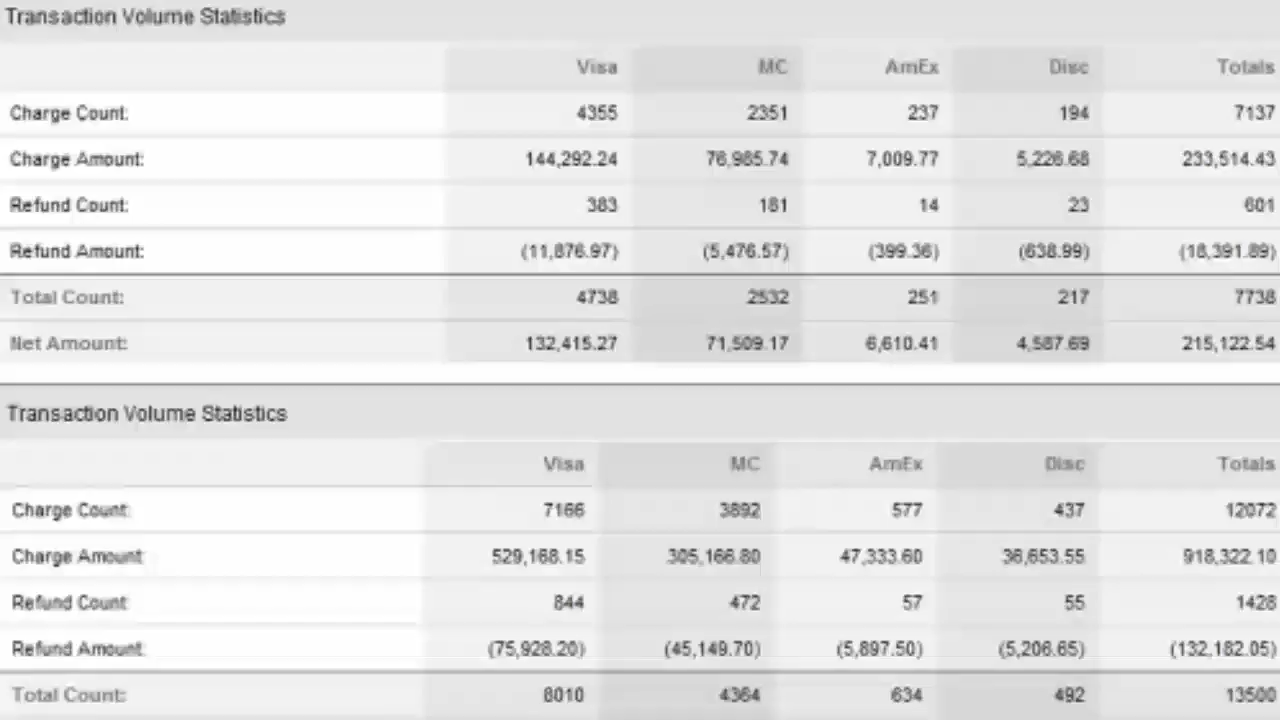 Transaction Volume Statistics
Visa MC AmEx Disc Totals
Charge Count: 4355 2351 237 194 7137
Charge Amount: 144,292.24 76,985.74 7,009.77 5,226.68 233,514.43
Refund Count: 383 181 14 23 601
Refund Amount: (11,876.97) (5,476.57) (399.36) (638.99) (18,391.89)
Total Count: 4738 2532 251 217 7738
Net Amount: 132,415.27 71,509.17 6,610.41 4,587.69 215,122.54
Transaction Volume Statistics
Visa MC AmEx Disc Totals
Charge Count: 7166 3892 577 437 12072
Charge Amount 529,168.15 305,166.80 47,333.60 36,653.55 918,322.10
Refund Count 844 472 57 55 1428
Refund Amount (75,928.20) (45,149.70) (5,897.50) (5,206.65) (132,182.05)
Total Count: 8010 4364 634 492 13500